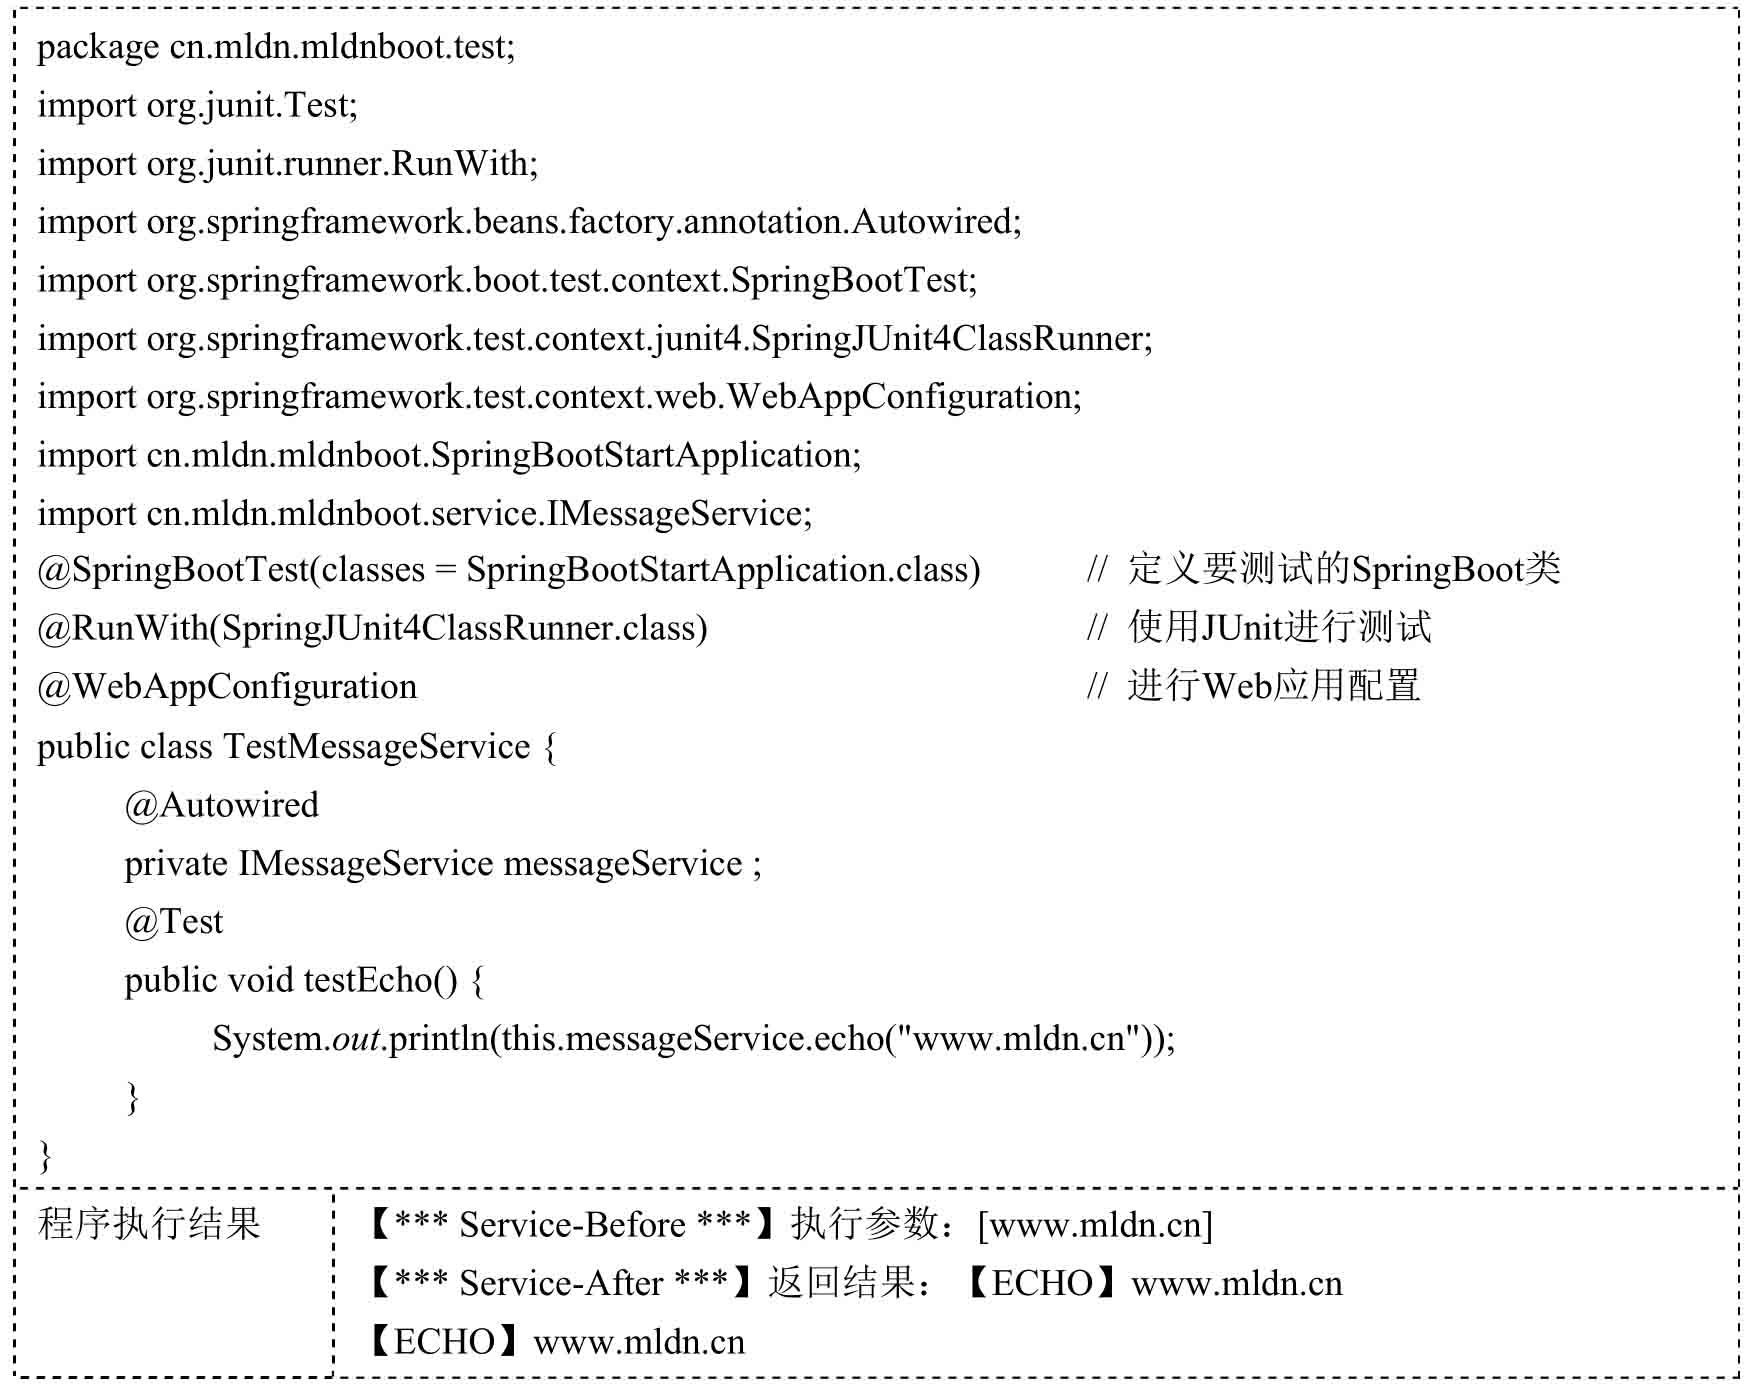 package cn.mldn.mldnboot.test;
import org.junit.Test;
import org.junit.runner.RunWith;
import org.springframework.beans.factory.annotation.Autowired;
import org.springframework.boot.test.context.SpringBootTest;
import org.springframework.test.context.junit4.SpringJUnit4ClassRunner;
import org.springframework.test.context.web.WebAppConfiguration;
import cn.mldn.mldnboot.SpringBootStartApplication;
import cn.mldn.mldnboot.service.IMessageService;
@SpringBootTest(classes = SpringBootStartApplication.class) // 定义要测试的SpringBoot类
@RunWith(SpringJUnit4ClassRunner.class) // 使用JUnit进行测试
@WebAppConfiguration // 进行Web应用配置
public class TestMessageService {
@Autowired
private IMessageService messageService ;
@Test
public void testEcho() {
System.out.println(this.messageService.echo("www.mldn.cn"));
}
}
程序执行结果 【*** Service-Before ***】执行参数：[www.mldn.cn]
【*** Service-After ***】返回结果：【ECHO】www.mldn.cn
【ECHO】www.mldn.cn